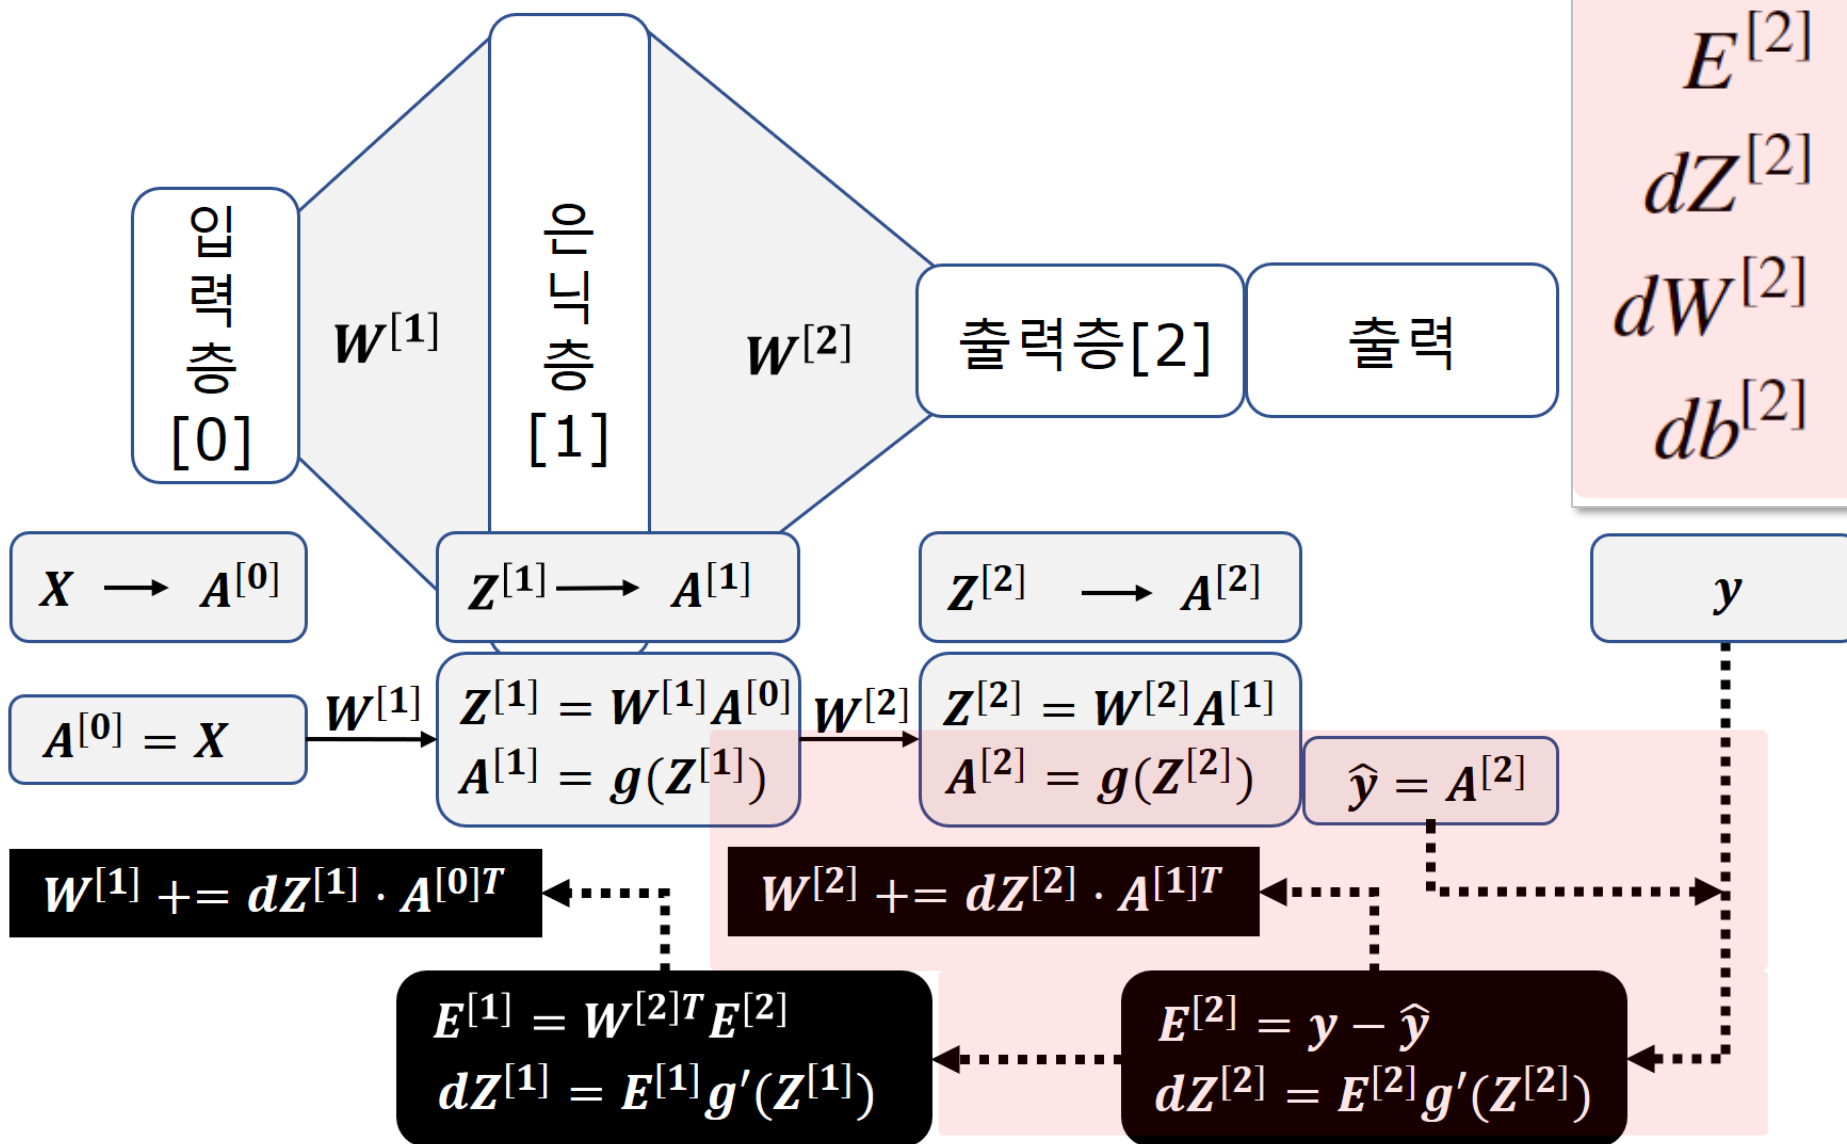 입력층[0]
W^[1]
은닉층[1]
W^[2]
출력층[2]
출력
E^[2]
dZ^[2]
dW^[2]
db^[2]
X → A^[0]
Z^[1] → A^[1]
Z^[2] → A^[2]
y
A^[0] = X
W^[1]
Z^[1] = W^[1]A^[0]
A^[1] = g(Z^[1])
W^[2]
Z^[2] = W^[2]A^[1]
A^[2] = g(Z^[2])
ŷ = A^[2]
W^[1] += dZ^[1] · A^[0]T
W^[2] += dZ^[2] · A^[1]T
E^[1] = W^[2]T E^[2]
dZ^[1] = E^[1]g′(Z^[1])
E^[2] = y − ŷ
dZ^[2] = E^[2]g′(Z^[2])